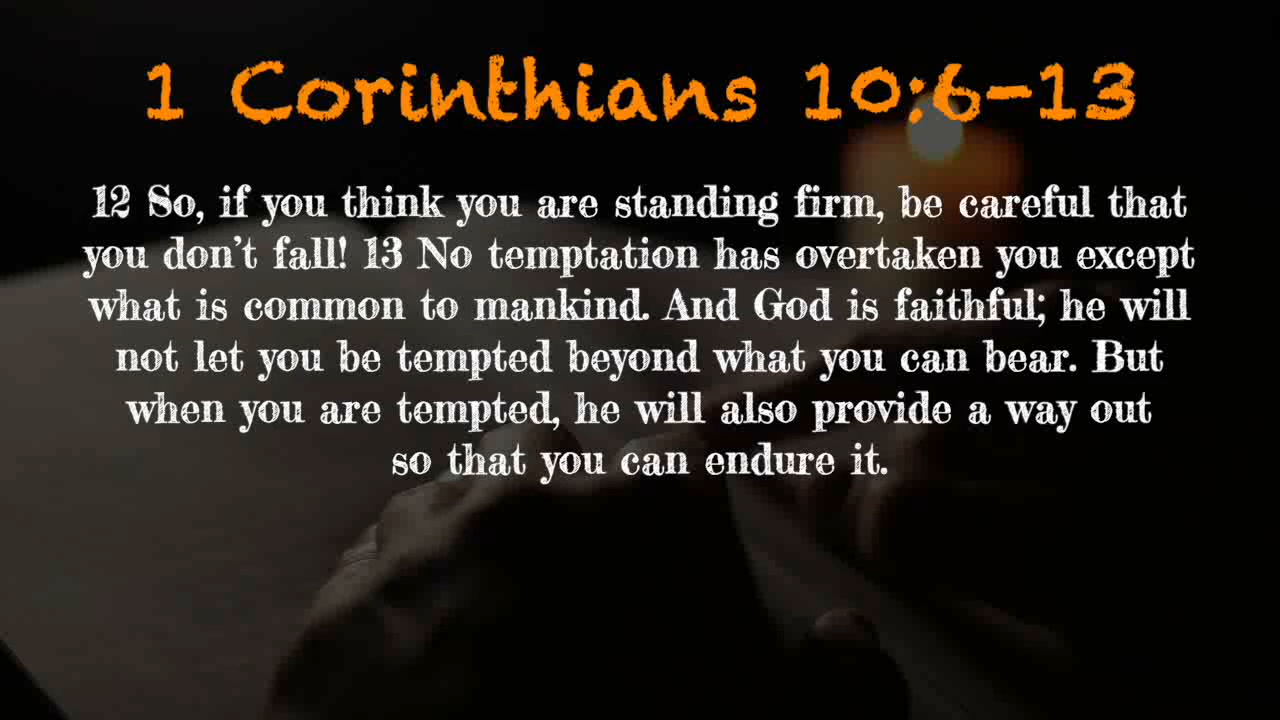 1 Corinthians 10:6-13
12 So, if you think you are standing firm, be careful that
you don’t fall! 13 No temptation has overtaken you except
what is common to mankind. And God is faithful; he will
not let you be tempted beyond what you can bear. But
when you are tempted, he will also provide a way out
so that you can endure it.